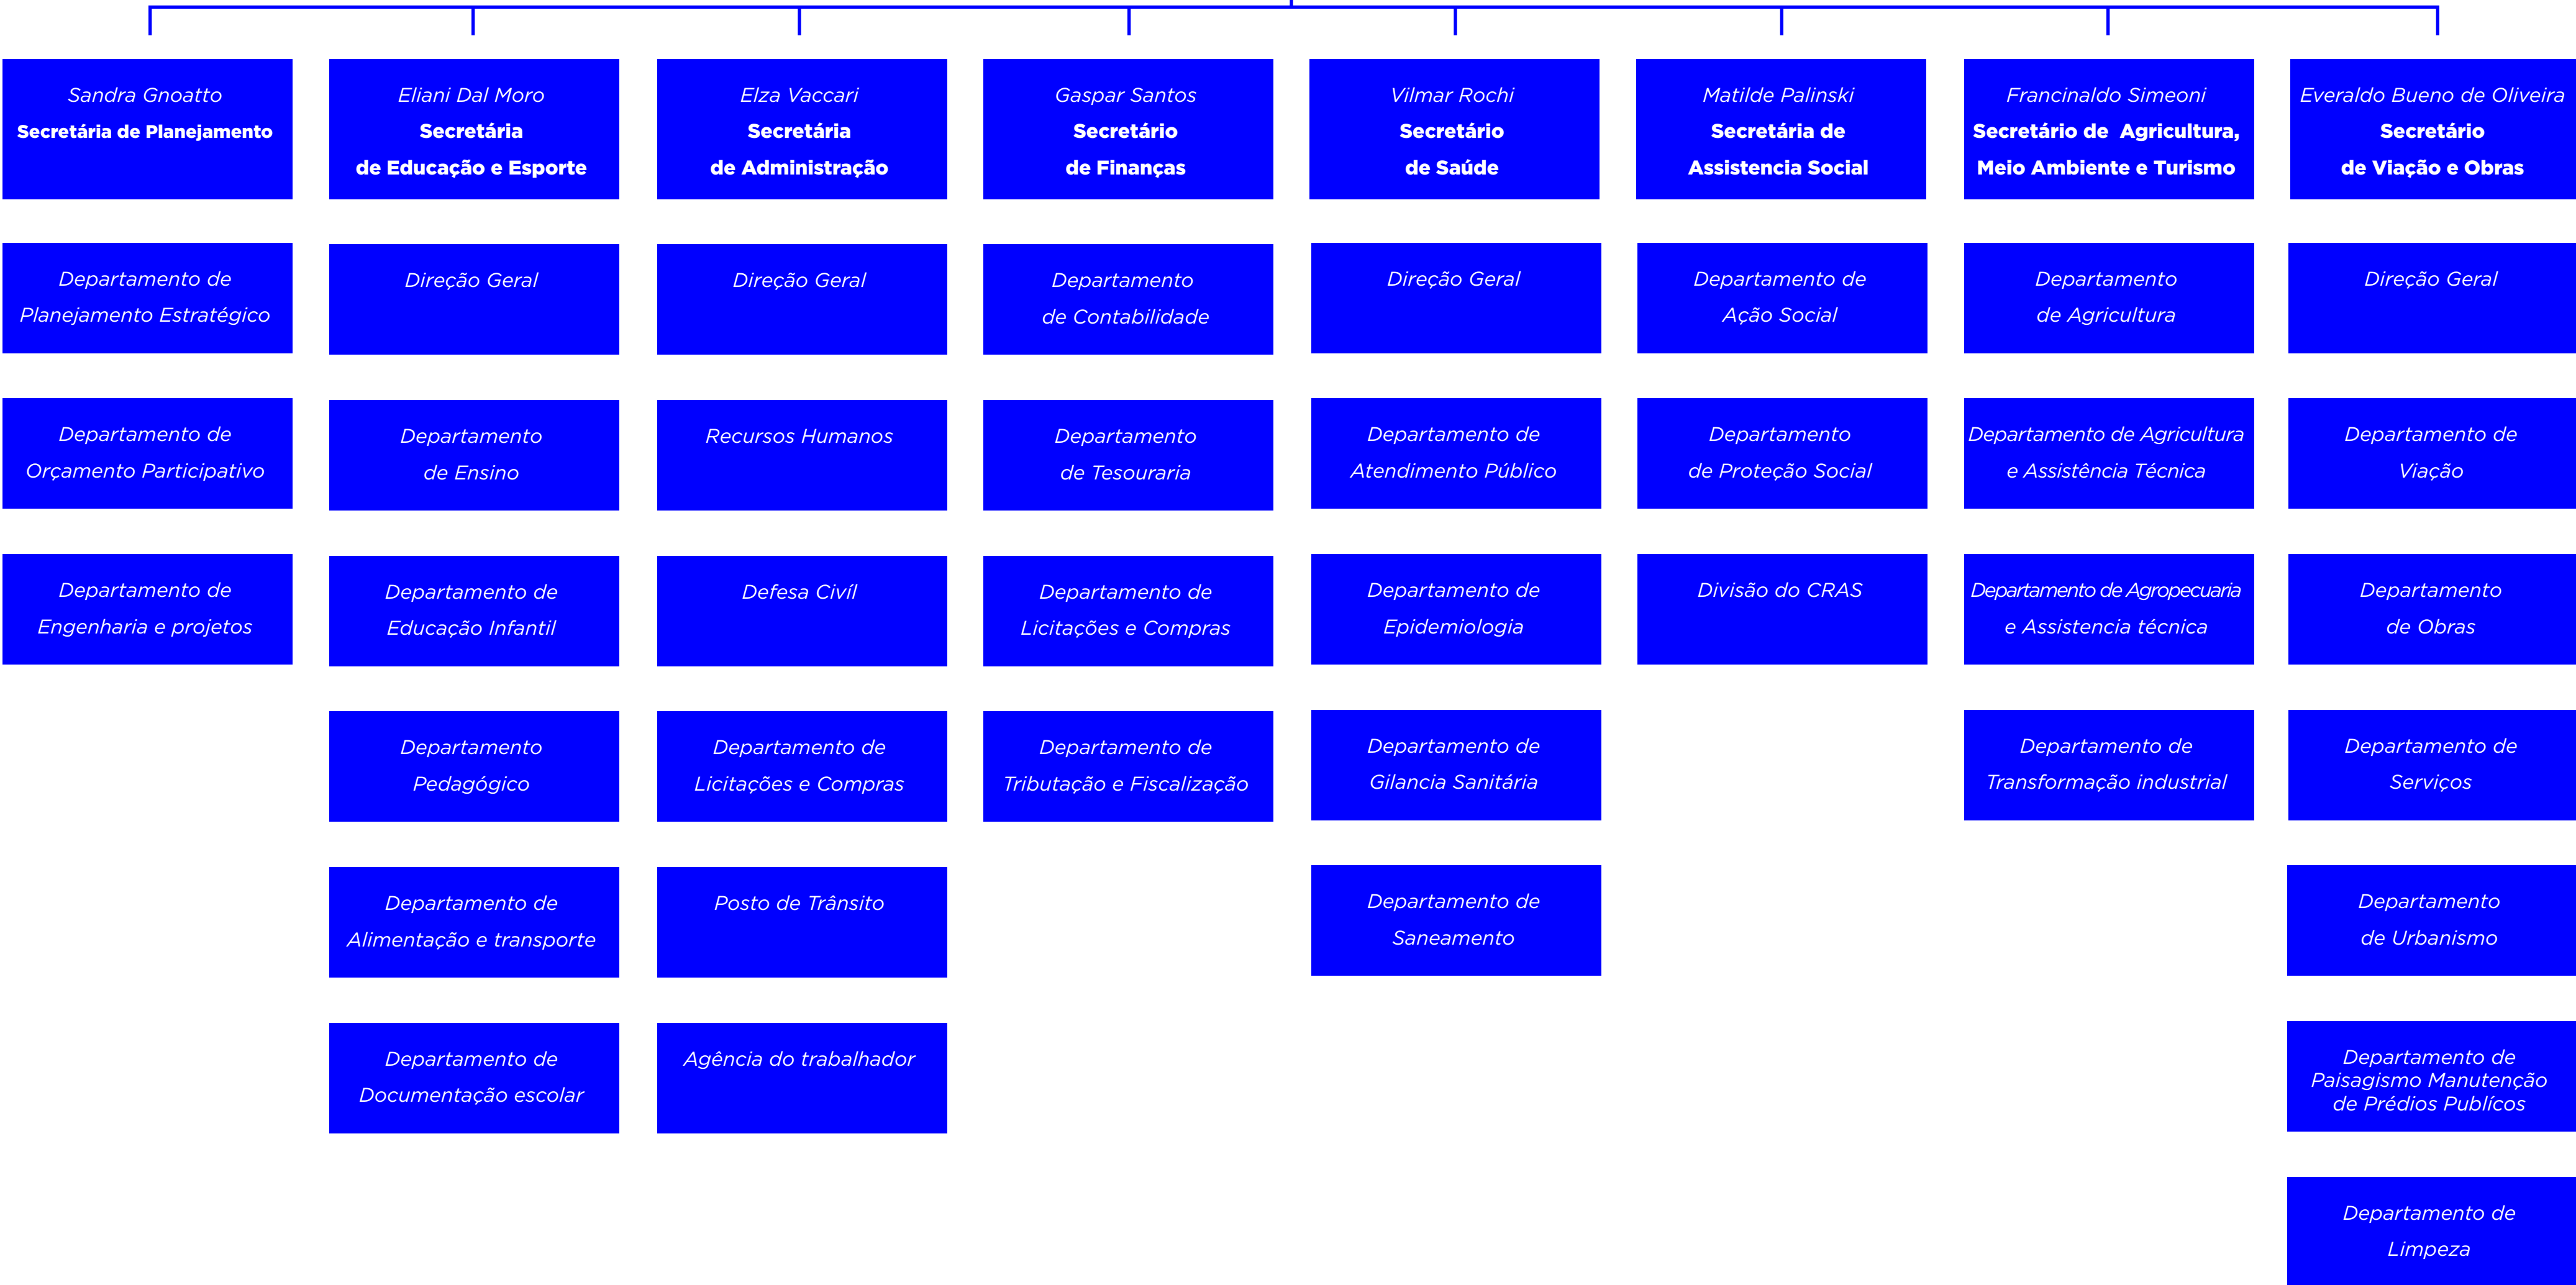 Sandra Gnoatto
Secretária de Planejamento
Departamento de
Planejamento Estratégico
Departamento de
Orçamento Participativo
Departamento de
Engenharia e projetos
Eliani Dal Moro
Secretária
de Educação e Esporte
Direção Geral
Departamento
de Ensino
Departamento de
Educação Infantil
Departamento
Pedagógico
Departamento de
Alimentação e transporte
Departamento de
Documentação escolar
Elza Vaccari
Secretária
de Administração
Direção Geral
Recursos Humanos
Defesa Civíl
Departamento de
Licitações e Compras
Posto de Trânsito
Agência do trabalhador
Gaspar Santos
Secretário
de Finanças
Departamento
de Contabilidade
Departamento
de Tesouraria
Departamento de
Licitações e Compras
Departamento de
Tributação e Fiscalização
Vilmar Rochi
Secretário
de Saúde
Direção Geral
Departamento de
Atendimento Público
Departamento de
Epidemiologia
Departamento de
Gilancia Sanitária
Departamento de
Saneamento
Matilde Palinski
Secretária de
Assistencia Social
Departamento de
Ação Social
Departamento
de Proteção Social
Divisão do CRAS
Francinaldo Simeoni
Secretário de Agricultura,
Meio Ambiente e Turismo
Departamento
de Agricultura
Departamento de Agricultura
e Assistência Técnica
Departamento de Agropecuaria
e Assistencia técnica
Departamento de
Transformação industrial
Everaldo Bueno de Oliveira
Secretário
de Viação e Obras
Direção Geral
Departamento de
Viação
Departamento
de Obras
Departamento de
Serviços
Departamento
de Urbanismo
Departamento de
Paisagismo Manutenção
de Prédios Publícos
Departamento de
Limpeza